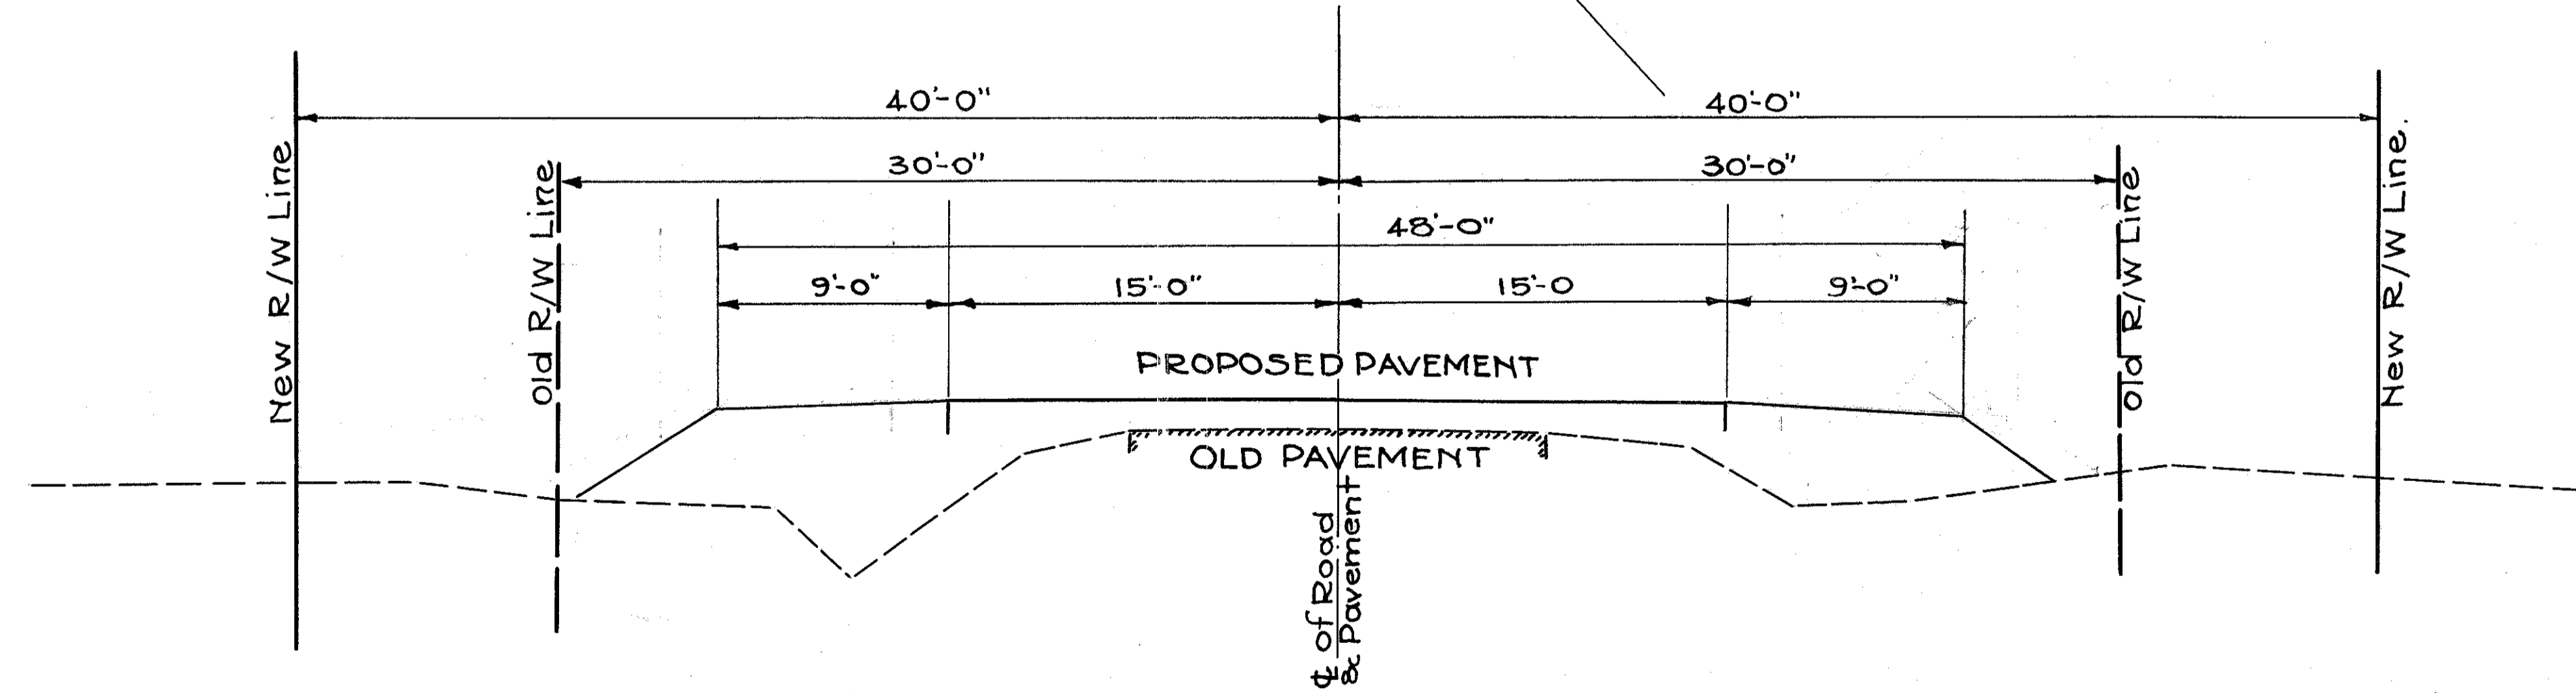 40'-0" 40'-0"
30'-0" 30'-0"
48'-0"
9'-0" 15'-0" 15'-0 9'-0"
New R/W Line
Old R/W Line
PROPOSED PAVEMENT
OLD PAVEMENT
℄ of Road
& Pavement
Old R/W Line
New R/W Line.